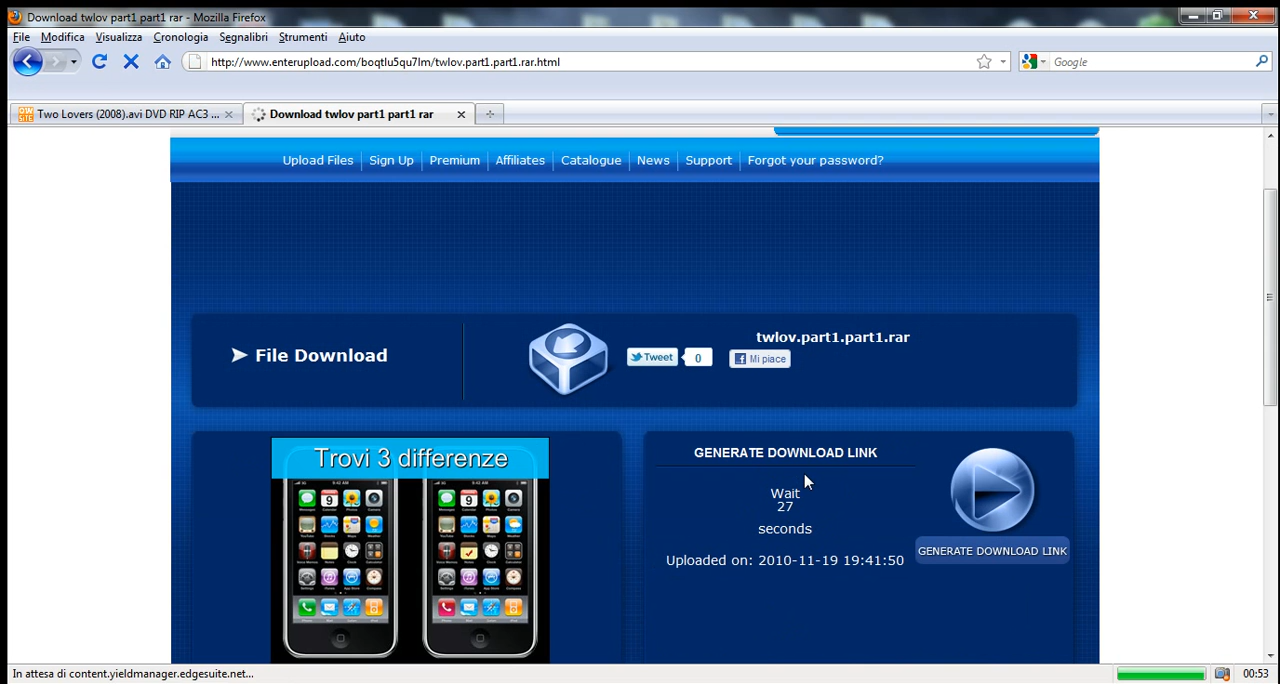 Download twlov part1 part1 rar - Mozilla Firefox
File Modifica Visualizza Cronologia Segnalibri Strumenti Aiuto
http://www.enterupload.com/boqtlu5qu7lm/twlov.part1.part1.rar.html
Google
Two Lovers (2008).avi DVD RIP AC3 ...
Download twlov part1 part1 rar
Upload Files Sign Up Premium Affiliates Catalogue News Support Forgot your password?
File Download
twlov.part1.part1.rar
Tweet 0 Mi piace
Trovi 3 differenze
GENERATE DOWNLOAD LINK
Wait
27
seconds
Uploaded on: 2010-11-19 19:41:50
GENERATE DOWNLOAD LINK
In attesa di content.yieldmanager.edgesuite.net...
00:53